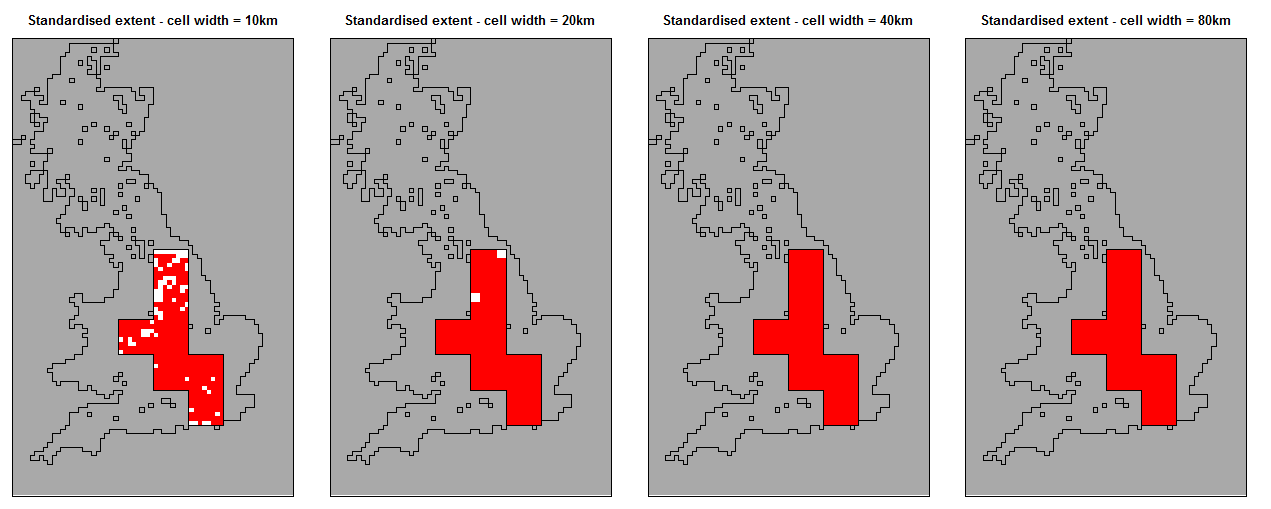 Standardised extent - cell width = 10km
Standardised extent - cell width = 20km
Standardised extent - cell width = 40km
Standardised extent - cell width = 80km